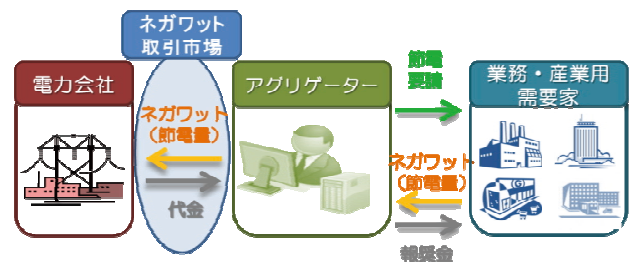 ネガワット
取引市場
電力会社
アグリゲーター
節電
要請
業務・産業用
需要家
ネガワット
（節電量）
代金
ネガワット
（節電量）
報奨金